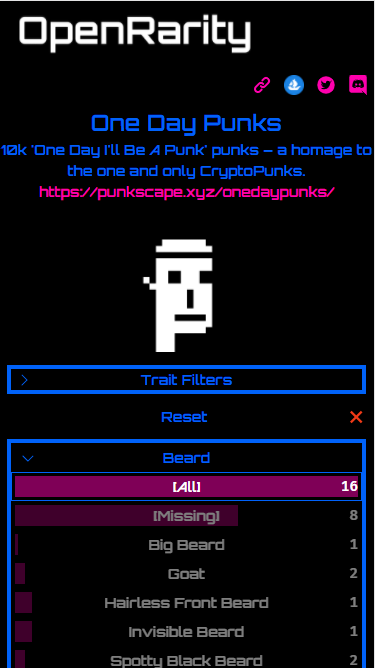 OpenRarity
One Day Punks
10k 'One Day I'll Be A Punk' punks – a homage to
the one and only CryptoPunks.
https://punkscape.xyz/onedaypunks/
Trait Filters
Reset
Beard
[All] 16
[Missing] 8
Big Beard 1
Goat 2
Hairless Front Beard 1
Invisible Beard 1
Spotty Black Beard 2